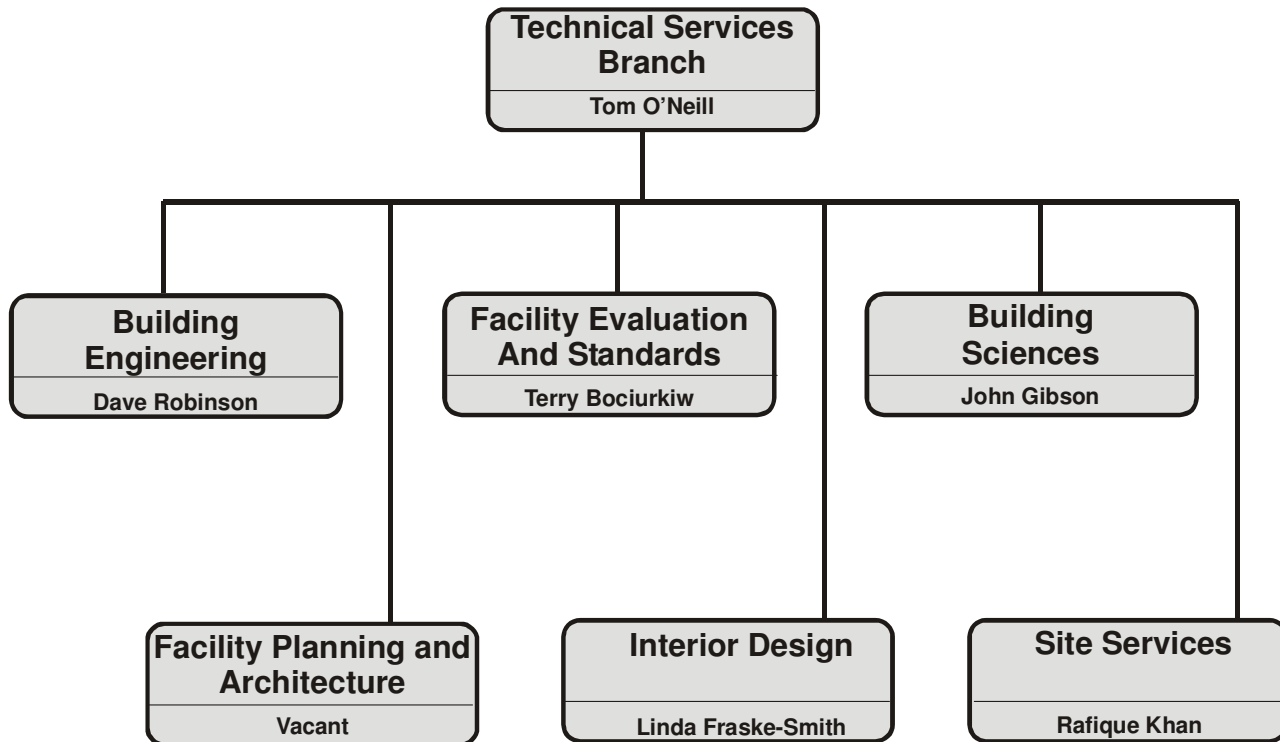 Technical Services
Branch
Tom O’Neill
Building
Engineering
Dave Robinson
Facility Evaluation
And Standards
Terry Bociurkiw
Building
Sciences
John Gibson
Facility Planning and
Architecture
Vacant
Interior Design
Linda Fraske-Smith
Site Services
Rafique Khan